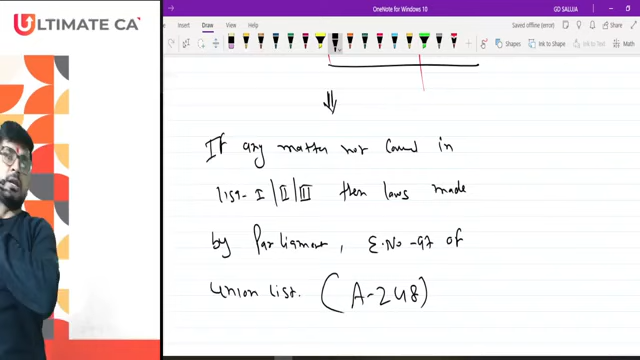 ULTIMATE CA
OneNote for Windows 10
GD SALUJA
File
Home
Insert
Draw
View
Help
Saved offline (error)
Shapes
Ink to Shape
Ink to Text
Math
If any matter not covered in
list-I/II/III then laws made
by Parliament, E.No-97 of
Union list. (A-248)